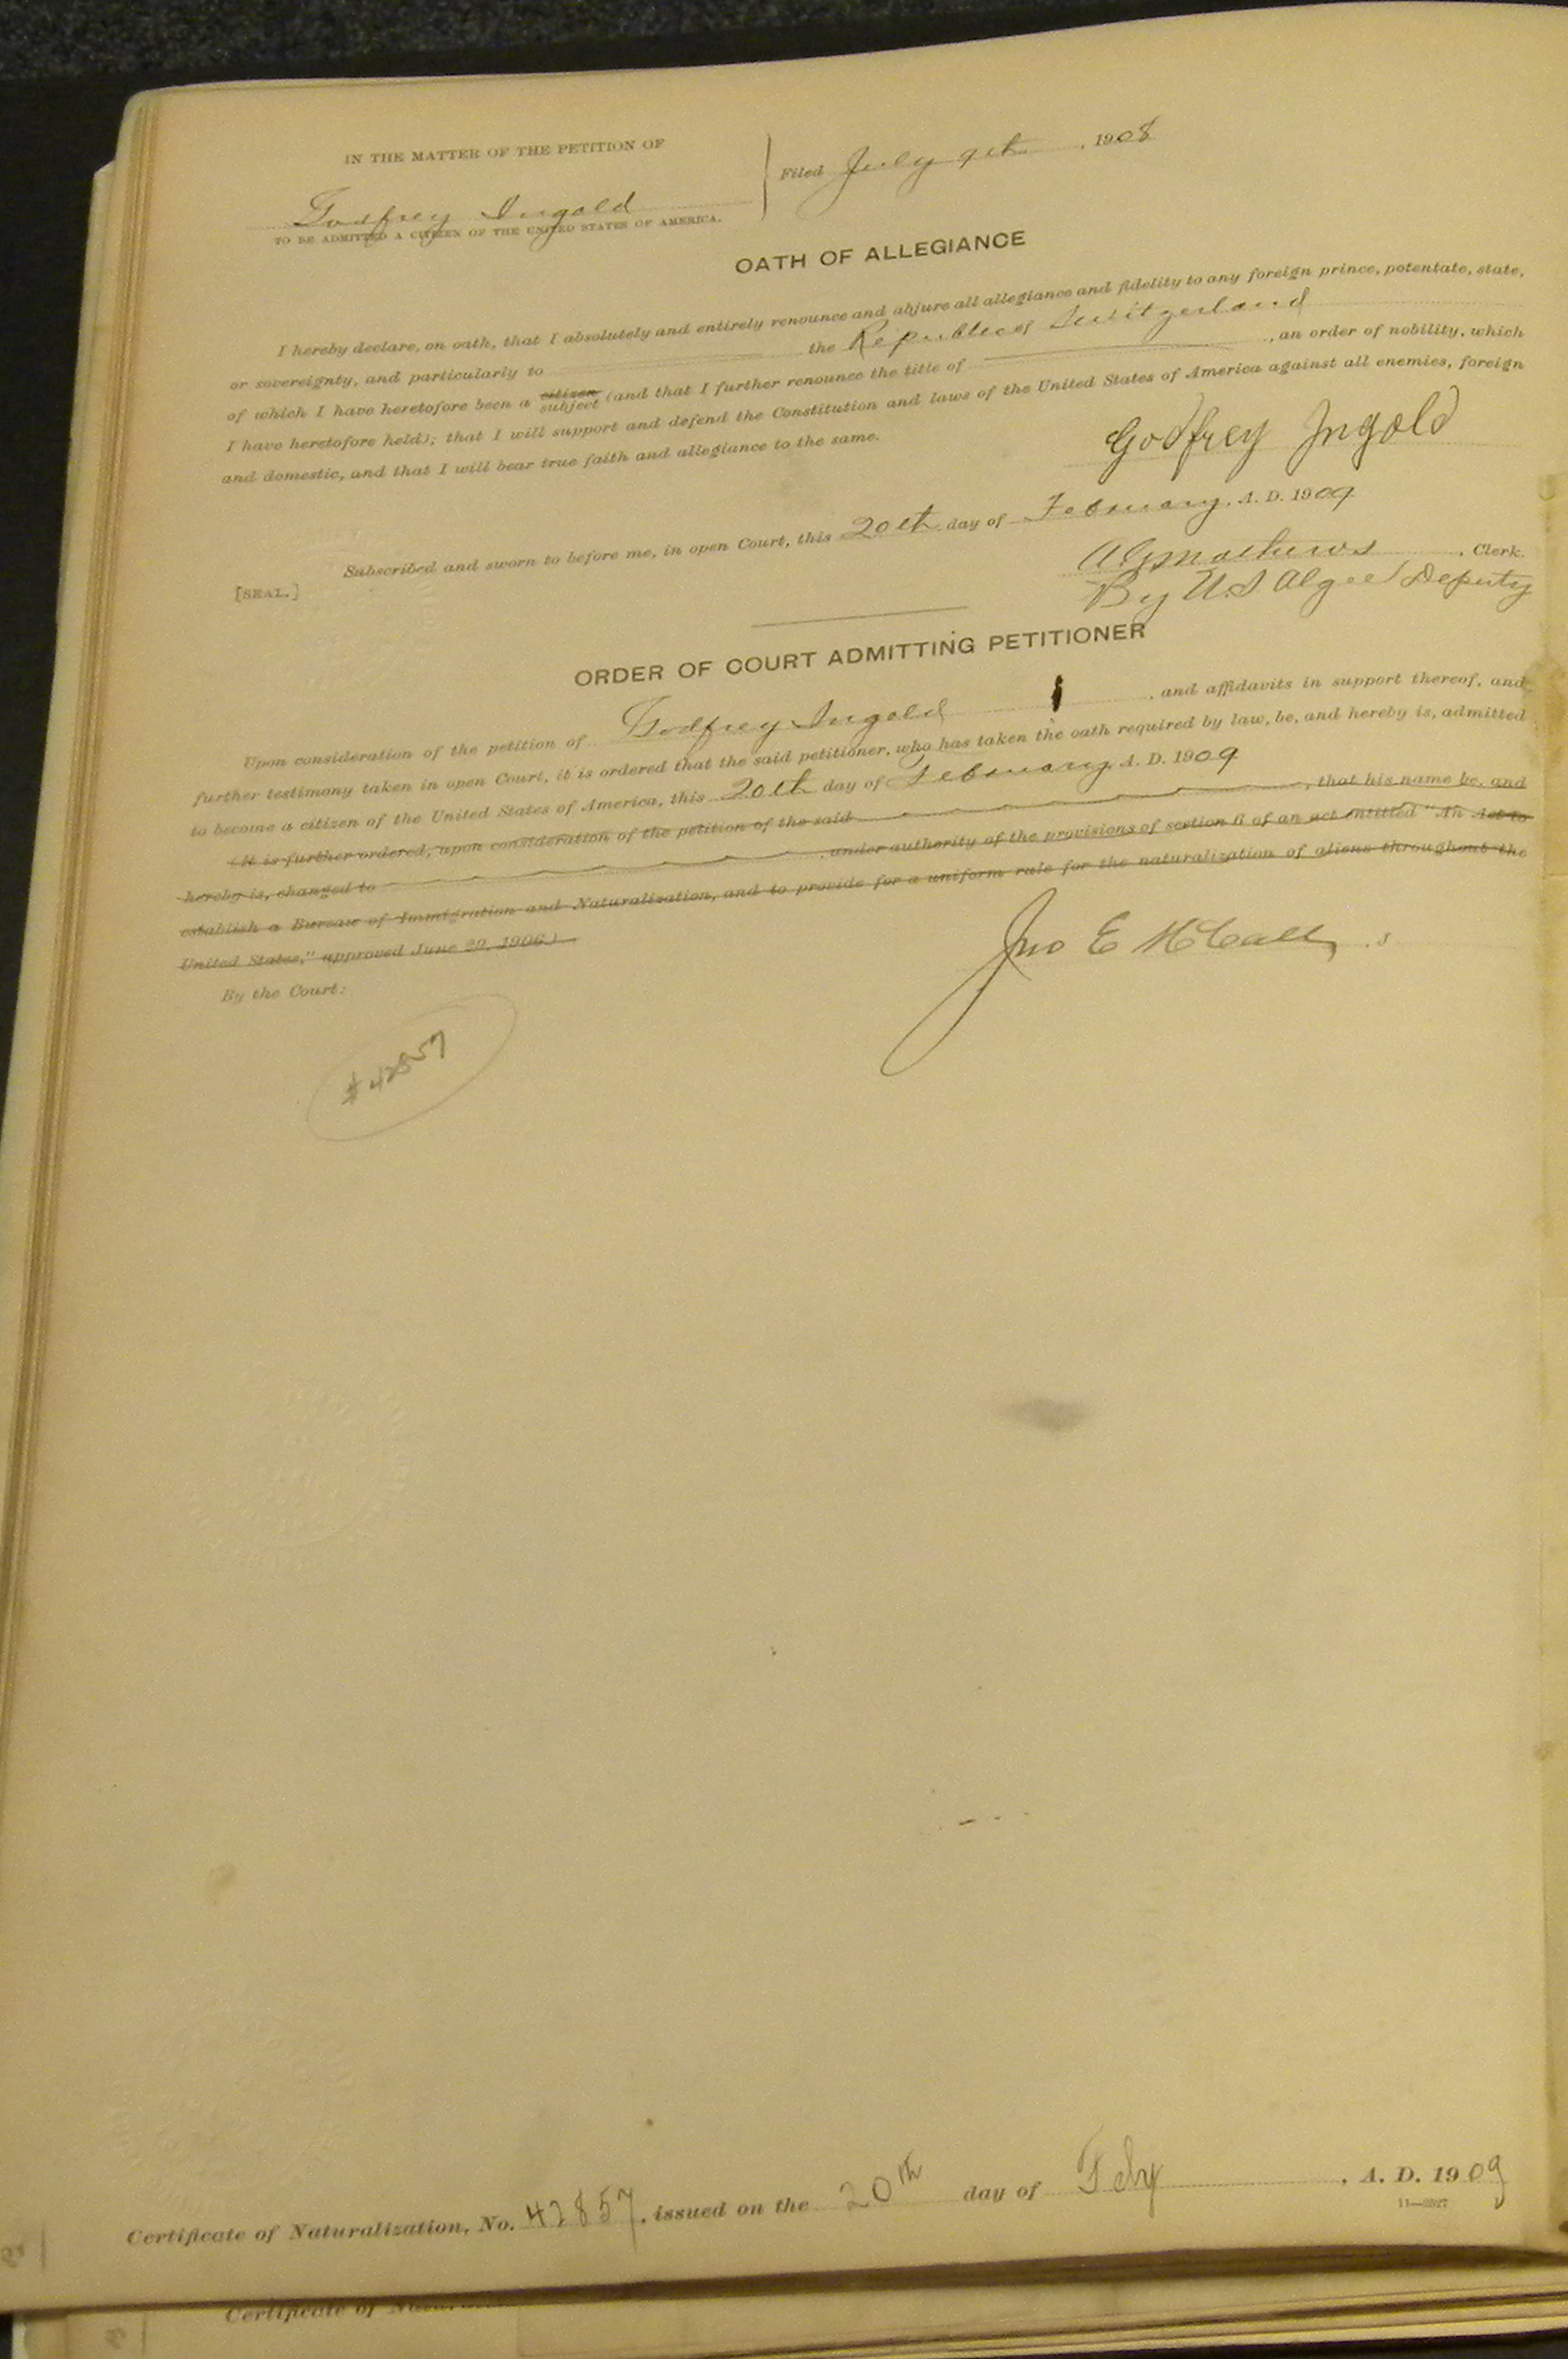 IN THE MATTER OF THE PETITION OF
Godfrey Ingold
TO BE ADMITTED A CITIZEN OF THE UNITED STATES OF AMERICA.
Filed July 9th, 1908
OATH OF ALLEGIANCE
I hereby declare, on oath, that I absolutely and entirely renounce and abjure all allegiance and fidelity to any foreign prince, potentate, state,
or sovereignty, and particularly to the Republic of Switzerland
of which I have heretofore been a citizen subject (and that I further renounce the title of , an order of nobility, which
I have heretofore held); that I will support and defend the Constitution and laws of the United States of America against all enemies, foreign
and domestic, and that I will bear true faith and allegiance to the same.
Godfrey Ingold
Subscribed and sworn to before me, in open Court, this 20th day of February, A. D. 1909
[SEAL.]
Mathews, Clerk.
By Algee Deputy
ORDER OF COURT ADMITTING PETITIONER
Upon consideration of the petition of Godfrey Ingold, and affidavits in support thereof, and
further testimony taken in open Court, it is ordered that the said petitioner, who has taken the oath required by law, be, and hereby is, admitted
to become a citizen of the United States of America, this 20th day of February A. D. 1909
(It is further ordered, upon consideration of the petition of the said , that his name be, and
hereby is, changed to , under authority of the provisions of section 6 of an act entitled "An Act to
establish a Bureau of Immigration and Naturalization, and to provide for a uniform rule for the naturalization of aliens throughout the
United States," approved June 29, 1906.)
By the Court:
Jno E McCall, J
#42857
Certificate of Naturalization, No. 42857, issued on the 20th day of Feby, A. D. 1909
Certificate of